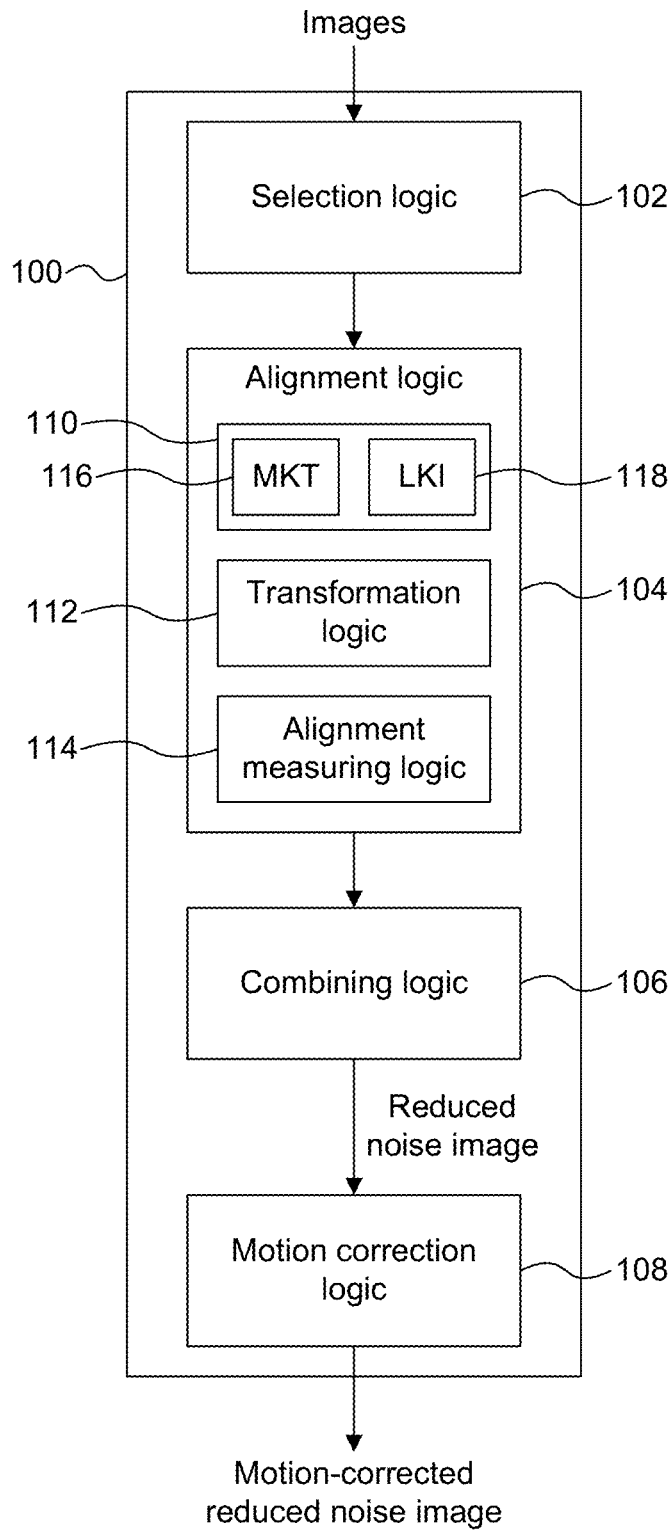 Images
Selection logic
102
100
Alignment logic
110
116
MKT
LKI
118
Transformation
logic
112
104
Alignment
measuring logic
114
Combining logic
106
Reduced
noise image
Motion correction
logic
108
Motion-corrected
reduced noise image